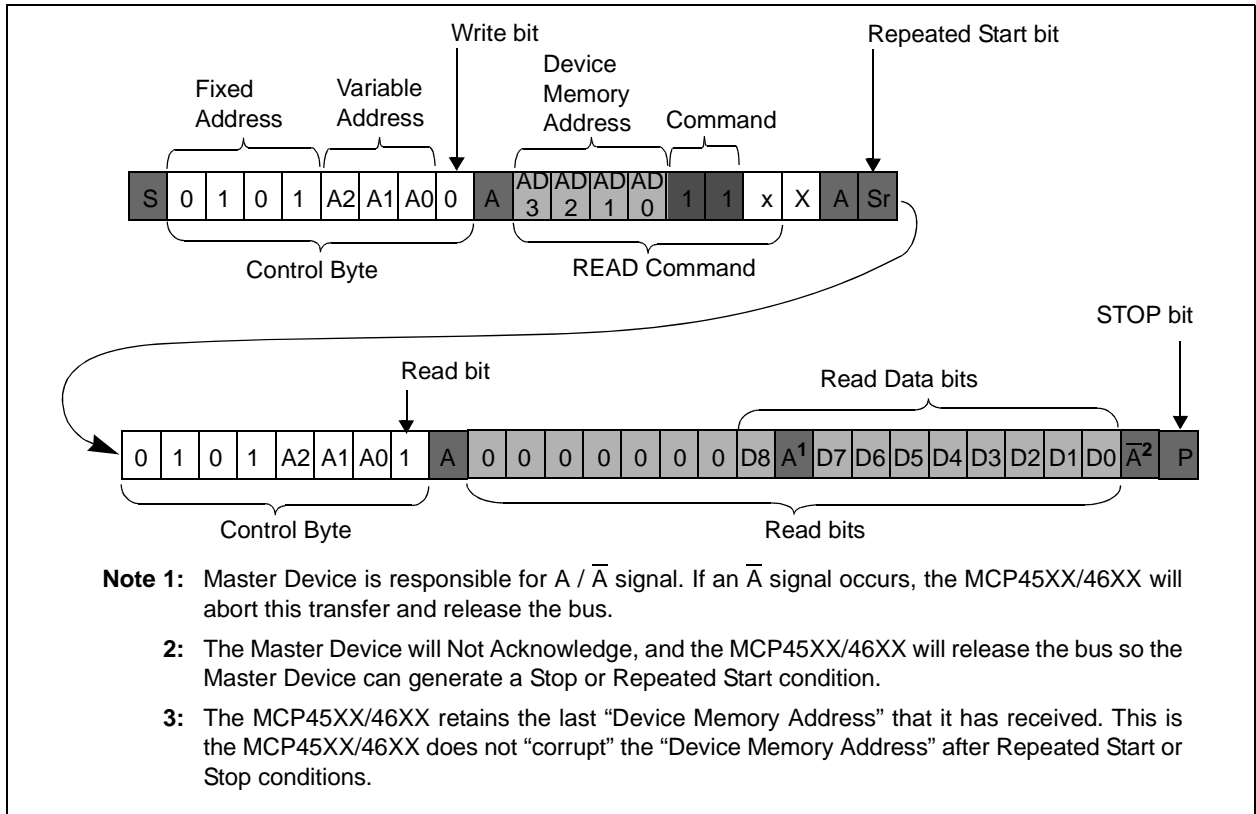 Write bit
Repeated Start bit
Device
Memory
Address
Fixed
Address
Variable
Address
Command
S 0 1 0 1 A2 A1 A0 0 A AD3 AD2 AD1 AD0 1 1 x X A Sr
Control Byte
READ Command
STOP bit
Read bit
Read Data bits
0 1 0 1 A2 A1 A0 1 A 0 0 0 0 0 0 0 D8 A¹ D7 D6 D5 D4 D3 D2 D1 D0 A̅² P
Control Byte
Read bits
Note 1: Master Device is responsible for A / A̅ signal. If an A̅ signal occurs, the MCP45XX/46XX will
abort this transfer and release the bus.
2: The Master Device will Not Acknowledge, and the MCP45XX/46XX will release the bus so the
Master Device can generate a Stop or Repeated Start condition.
3: The MCP45XX/46XX retains the last “Device Memory Address” that it has received. This is
the MCP45XX/46XX does not “corrupt” the “Device Memory Address” after Repeated Start or
Stop conditions.